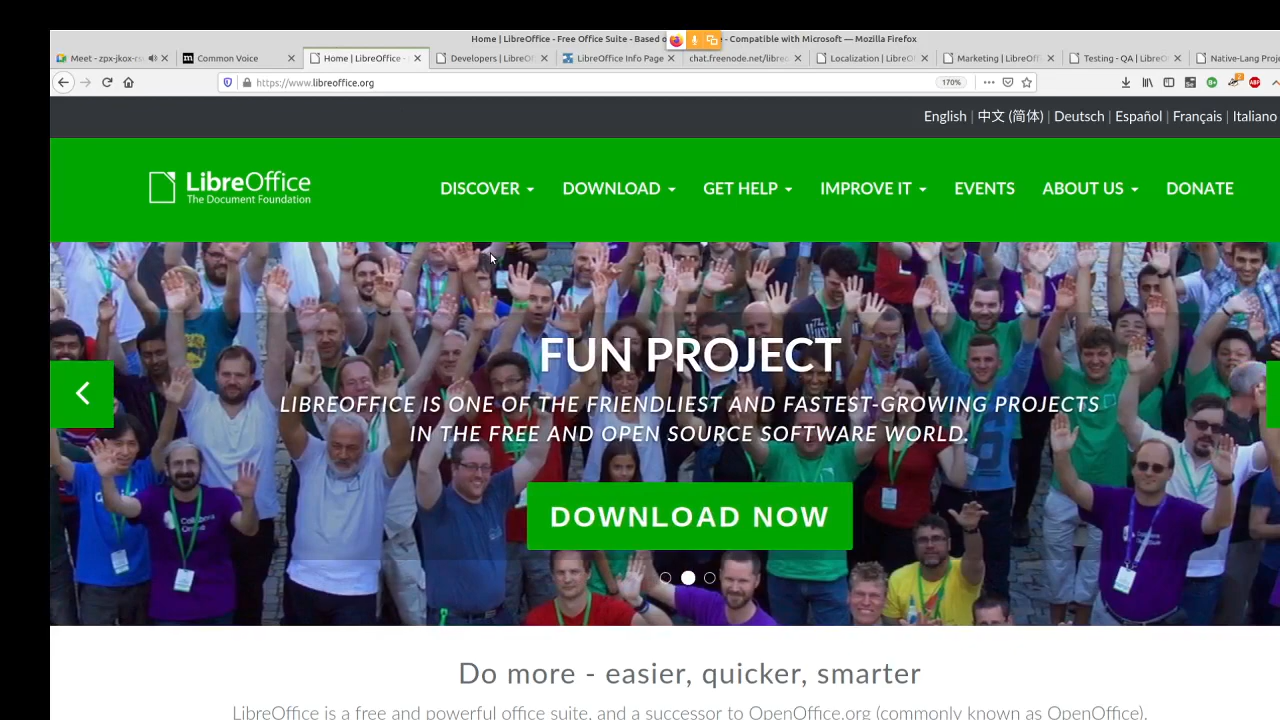 Home | LibreOffice - Free Office Suite - Based o - Compatible with Microsoft — Mozilla Firefox
Meet - zpx-jkox-
Common Voice
Home | LibreOffice -
Developers | LibreOf
LibreOffice Info Page
chat.freenode.net/libre
Localization | LibreO
Marketing | LibreOff
Testing - QA | LibreO
Native-Lang Proje
https://www.libreoffice.org
170%
English | 中文 (简体) | Deutsch | Español | Français | Italiano
LibreOffice
The Document Foundation
DISCOVER DOWNLOAD GET HELP IMPROVE IT EVENTS ABOUT US DONATE
FUN PROJECT
LIBREOFFICE IS ONE OF THE FRIENDLIEST AND FASTEST-GROWING PROJECTS
IN THE FREE AND OPEN SOURCE SOFTWARE WORLD.
DOWNLOAD NOW
Do more - easier, quicker, smarter
LibreOffice is a free and powerful office suite, and a successor to OpenOffice.org (commonly known as OpenOffice).